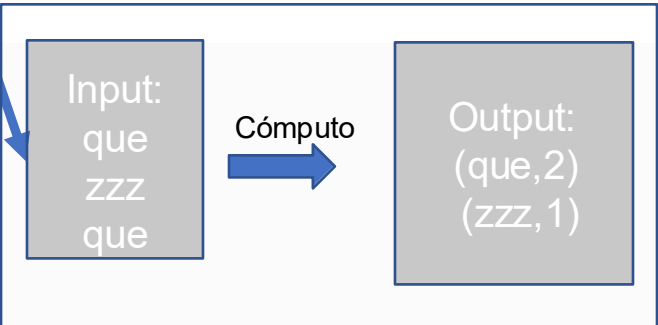 Input:
que
zzz
que
Cómputo
Output:
(que,2)
(zzz,1)